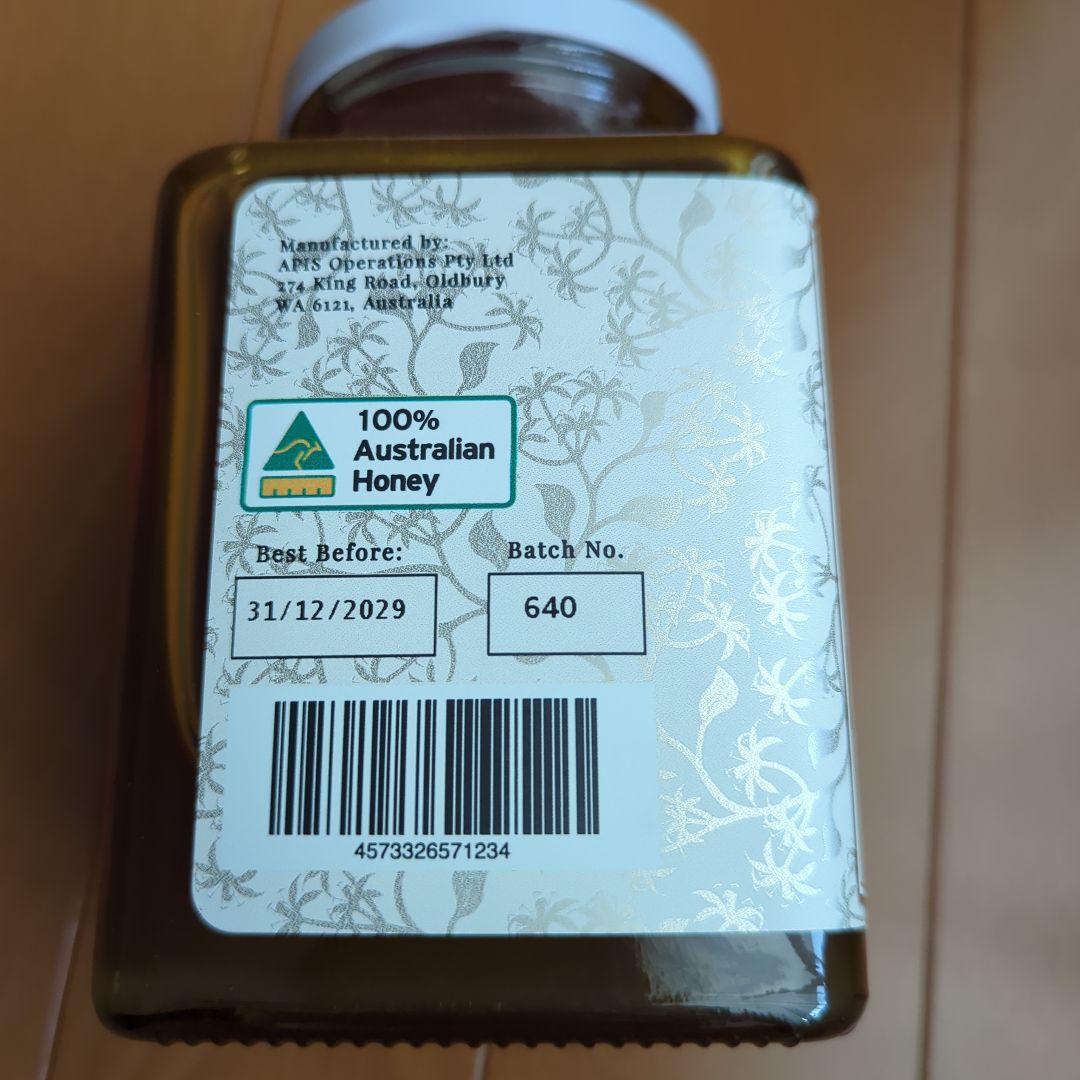 Manufactured by:
APIS Operations Pty Ltd
274 King Road, Oldbury
WA 6121, Australia
100%
Australian
Honey
Best Before:
31/12/2029
Batch No.
640
4573326571234